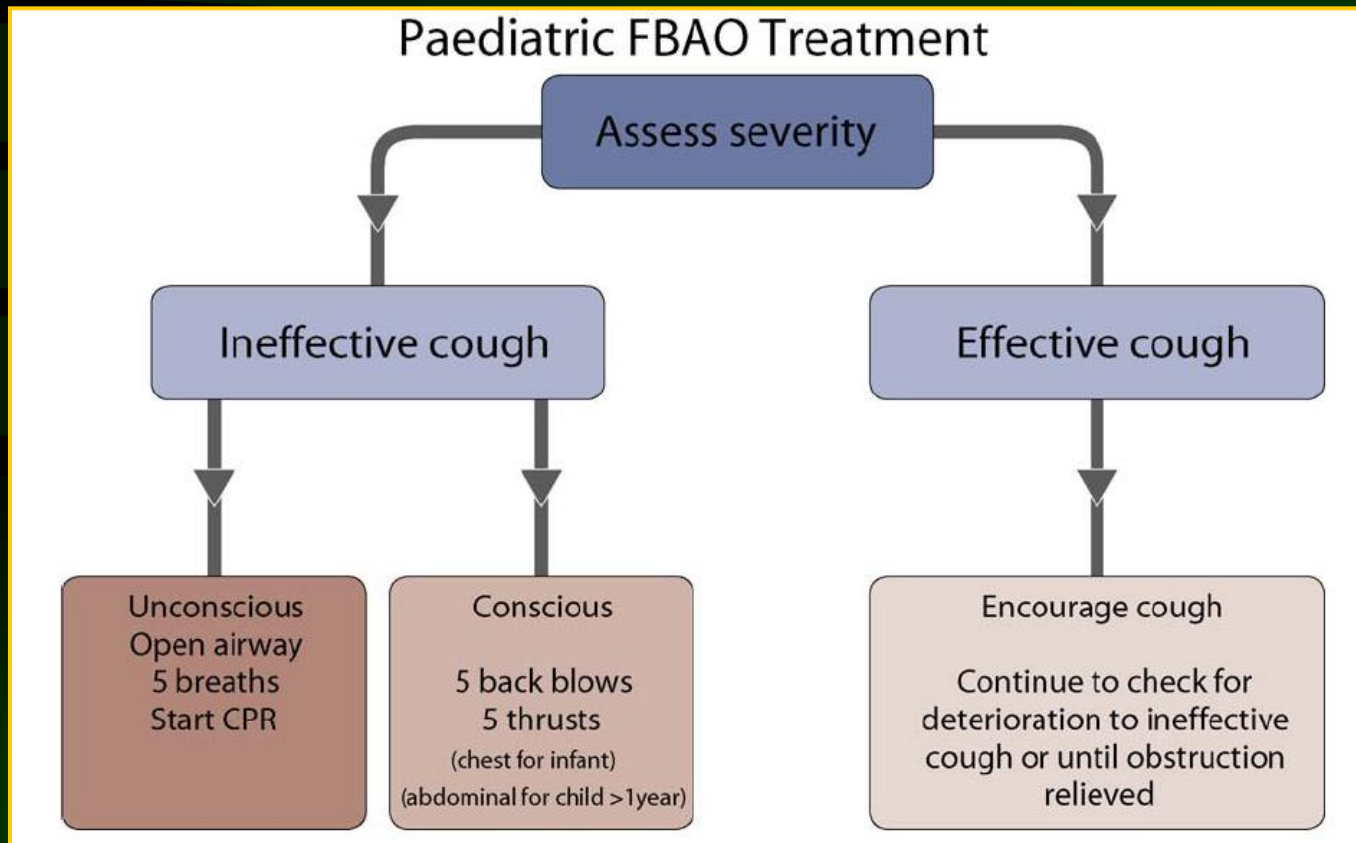 Paediatric FBAO Treatment
Assess severity
Ineffective cough
Effective cough
Unconscious
Open airway
5 breaths
Start CPR
Conscious
5 back blows
5 thrusts
(chest for infant)
(abdominal for child >1year)
Encourage cough
Continue to check for
deterioration to ineffective
cough or until obstruction
relieved